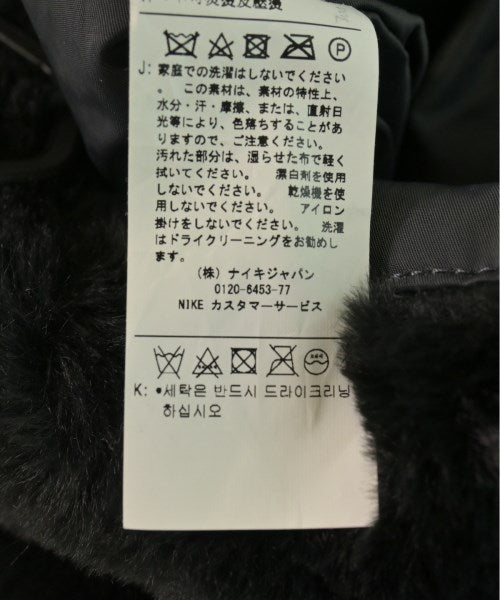 J: 家庭での洗濯はしないでください
。 この素材は、素材の特性上、
水分・汗・摩擦、または、直射日
光等により、色落ちすることがあ
りますので、ご注意ください。
汚れた部分は、湿らせた布で軽く
拭いてください。 漂白剤を使用
しないでください。 乾燥機を使
用しないでください。 アイロン
掛けをしないでください。 洗濯
はドライクリーニングをお勧めし
ます。
(株) ナイキジャパン
0120-6453-77
NIKE カスタマーサービス
K: •세탁은 반드시 드라이크리닝
하십시오